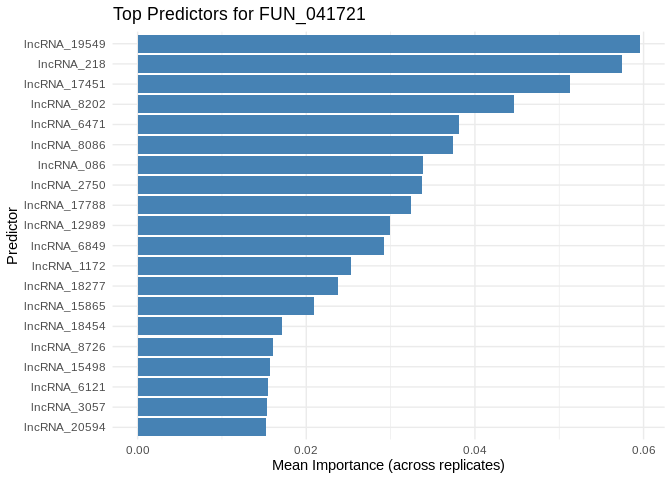 Top Predictors for FUN_041721
Predictor
lncRNA_19549
lncRNA_218
lncRNA_17451
lncRNA_8202
lncRNA_6471
lncRNA_8086
lncRNA_086
lncRNA_2750
lncRNA_17788
lncRNA_12989
lncRNA_6849
lncRNA_1172
lncRNA_18277
lncRNA_15865
lncRNA_18454
lncRNA_8726
lncRNA_15498
lncRNA_6121
lncRNA_3057
lncRNA_20594
0.00 0.02 0.04 0.06
Mean Importance (across replicates)